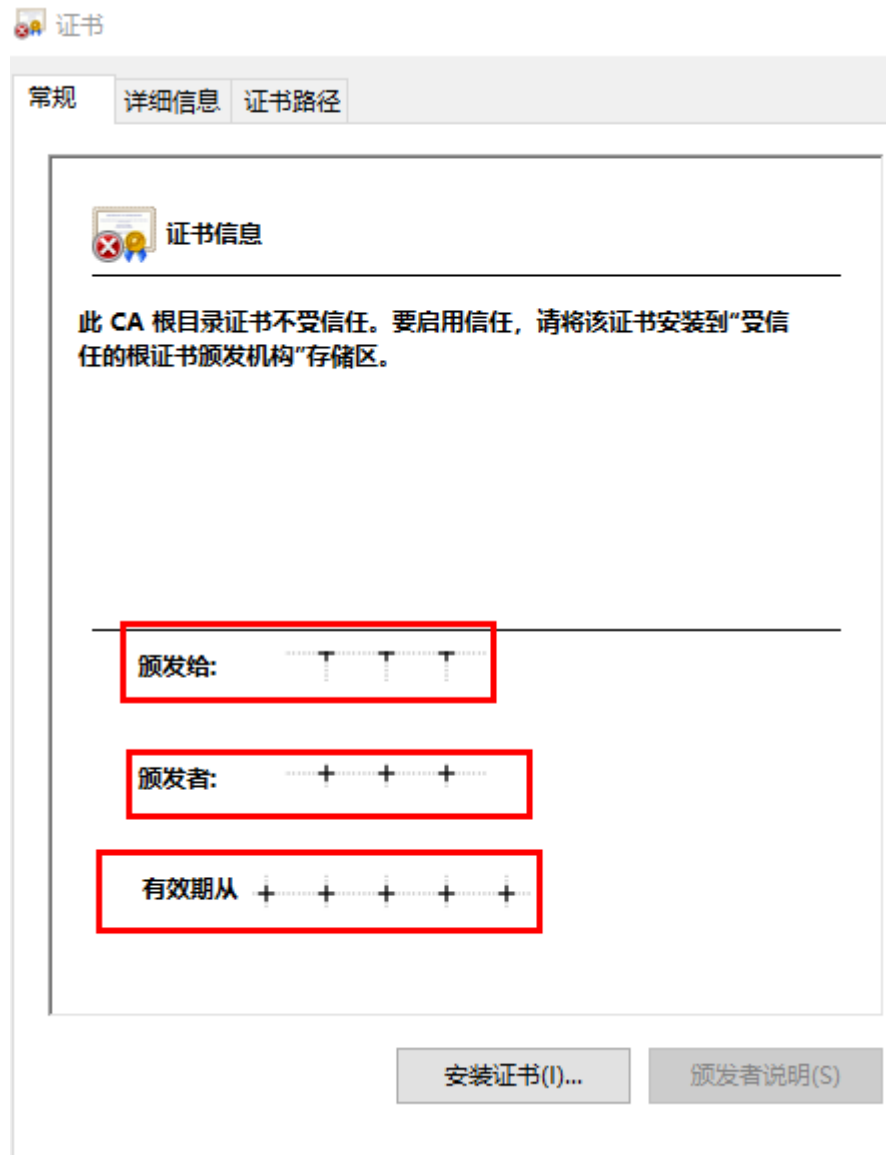 证书
常规 详细信息 证书路径
证书信息
此 CA 根目录证书不受信任。要启用信任，请将该证书安装到“受信
任的根证书颁发机构”存储区。
颁发给:
颁发者:
有效期从
安装证书(I)... 颁发者说明(S)